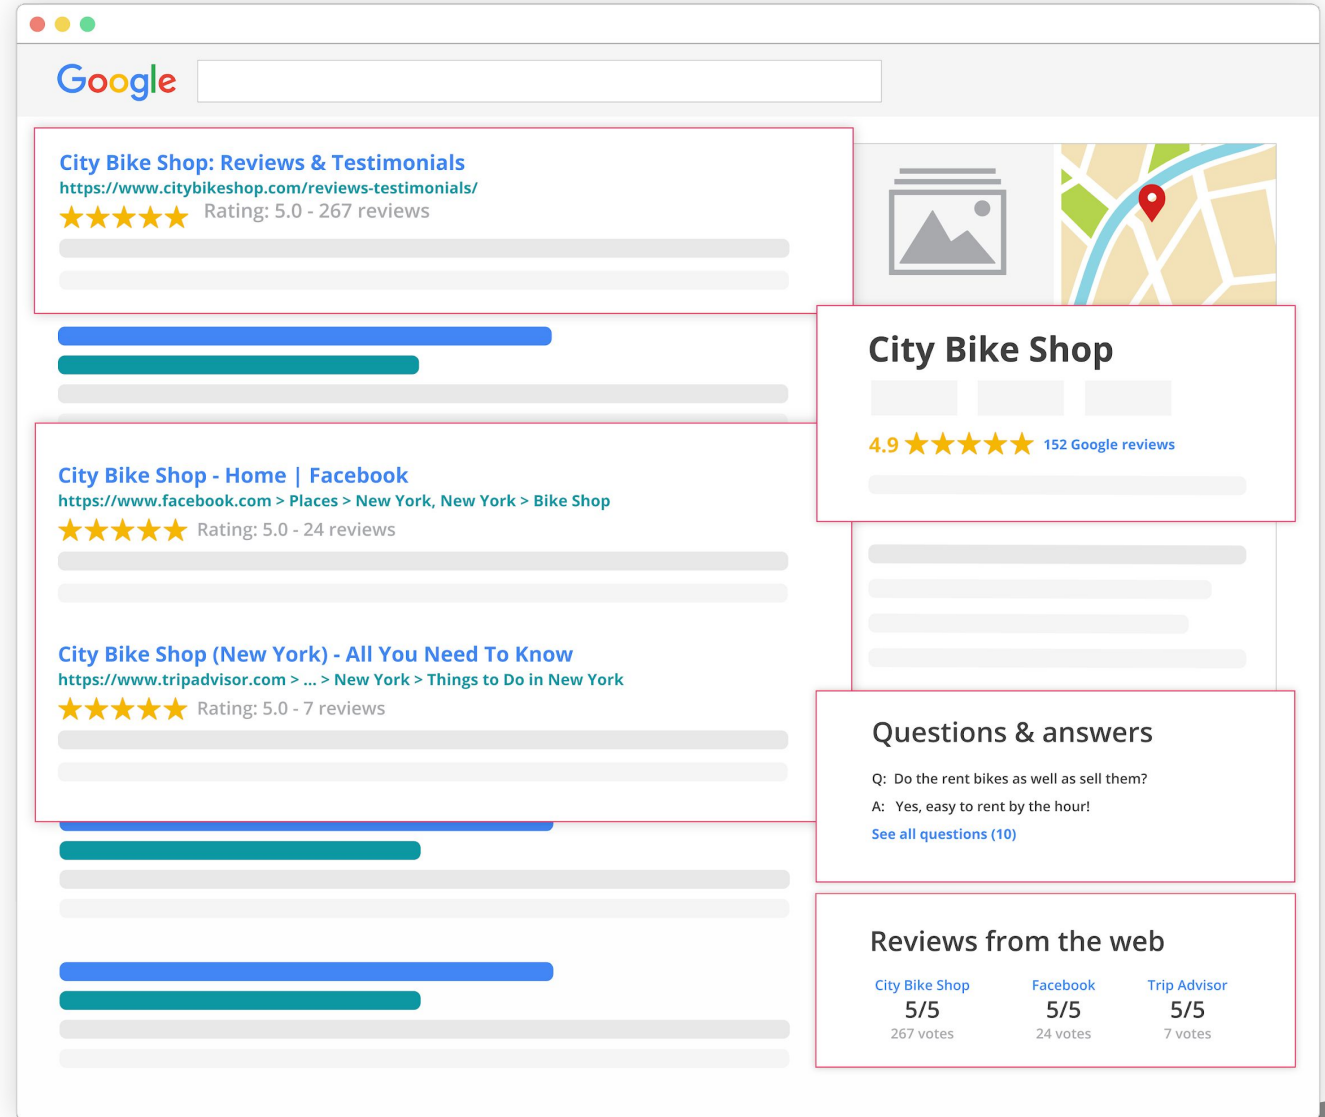 Google
City Bike Shop: Reviews & Testimonials
https://www.citybikeshop.com/reviews-testimonials/
Rating: 5.0 - 267 reviews
City Bike Shop - Home | Facebook
https://www.facebook.com > Places > New York, New York > Bike Shop
Rating: 5.0 - 24 reviews
City Bike Shop (New York) - All You Need To Know
https://www.tripadvisor.com > ... > New York > Things to Do in New York
Rating: 5.0 - 7 reviews
City Bike Shop
4.9 152 Google reviews
Questions & answers
Q: Do the rent bikes as well as sell them?
A: Yes, easy to rent by the hour!
See all questions (10)
Reviews from the web
City Bike Shop Facebook Trip Advisor
5/5 5/5 5/5
267 votes 24 votes 7 votes